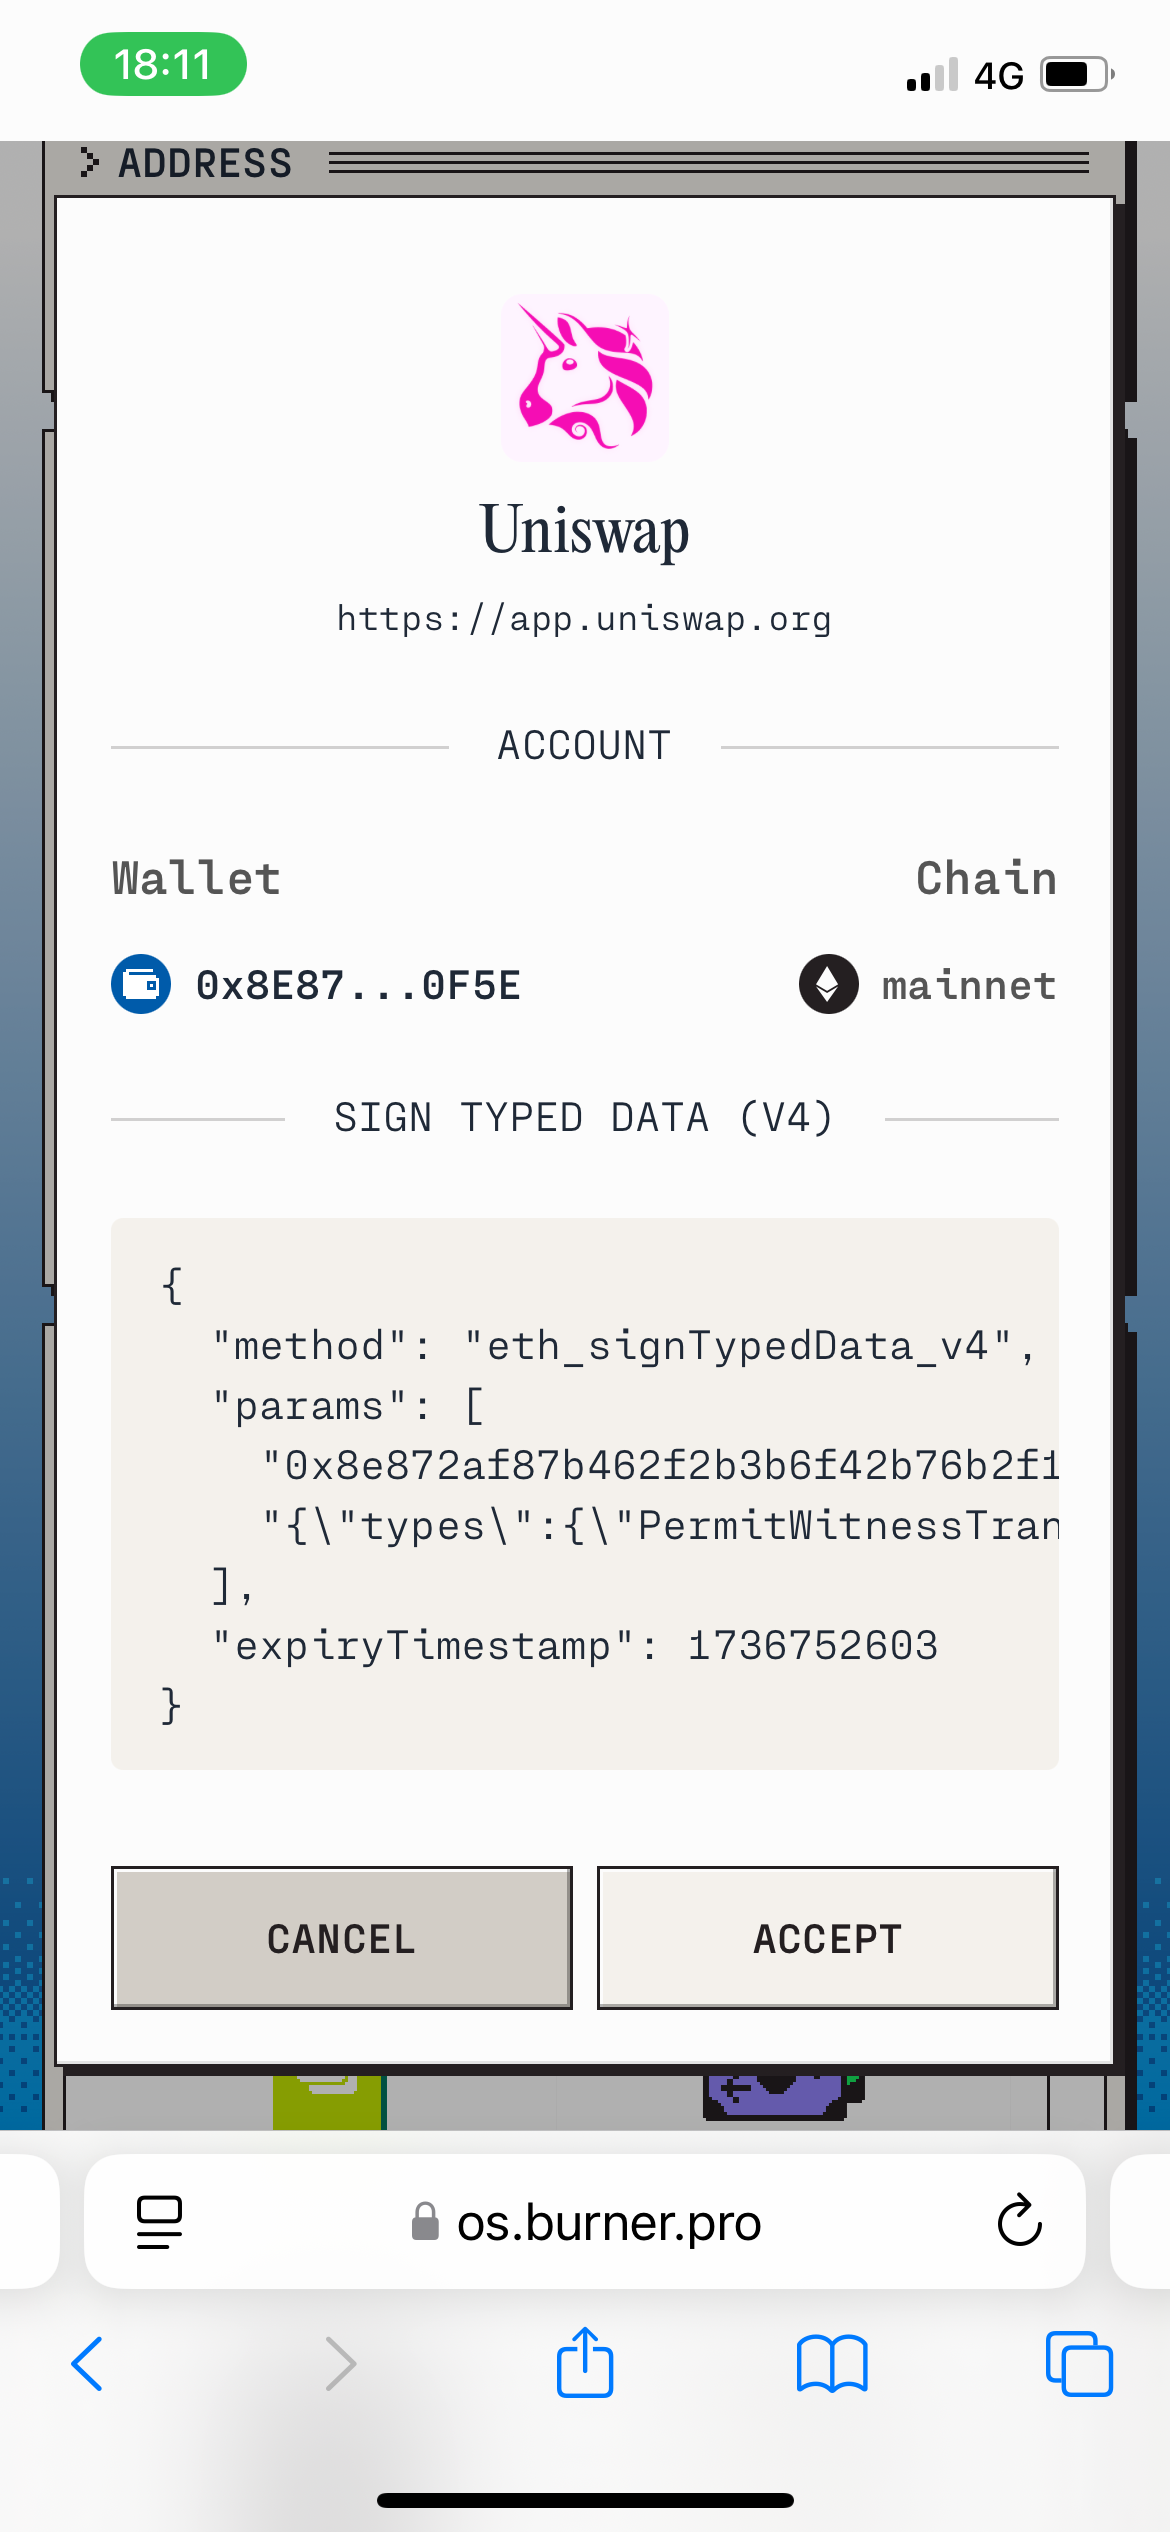 18:11
4G
ADDRESS
Uniswap
https://app.uniswap.org
ACCOUNT
Wallet
Chain
0x8E87...0F5E
mainnet
SIGN TYPED DATA (V4)
{
"method": "eth_signTypedData_v4",
"params": [
"0x8e872af87b462f2b3b6f42b76b2f1
"{\"types\":{\"PermitWitnessTran
],
"expiryTimestamp": 1736752603
}
CANCEL
ACCEPT
os.burner.pro